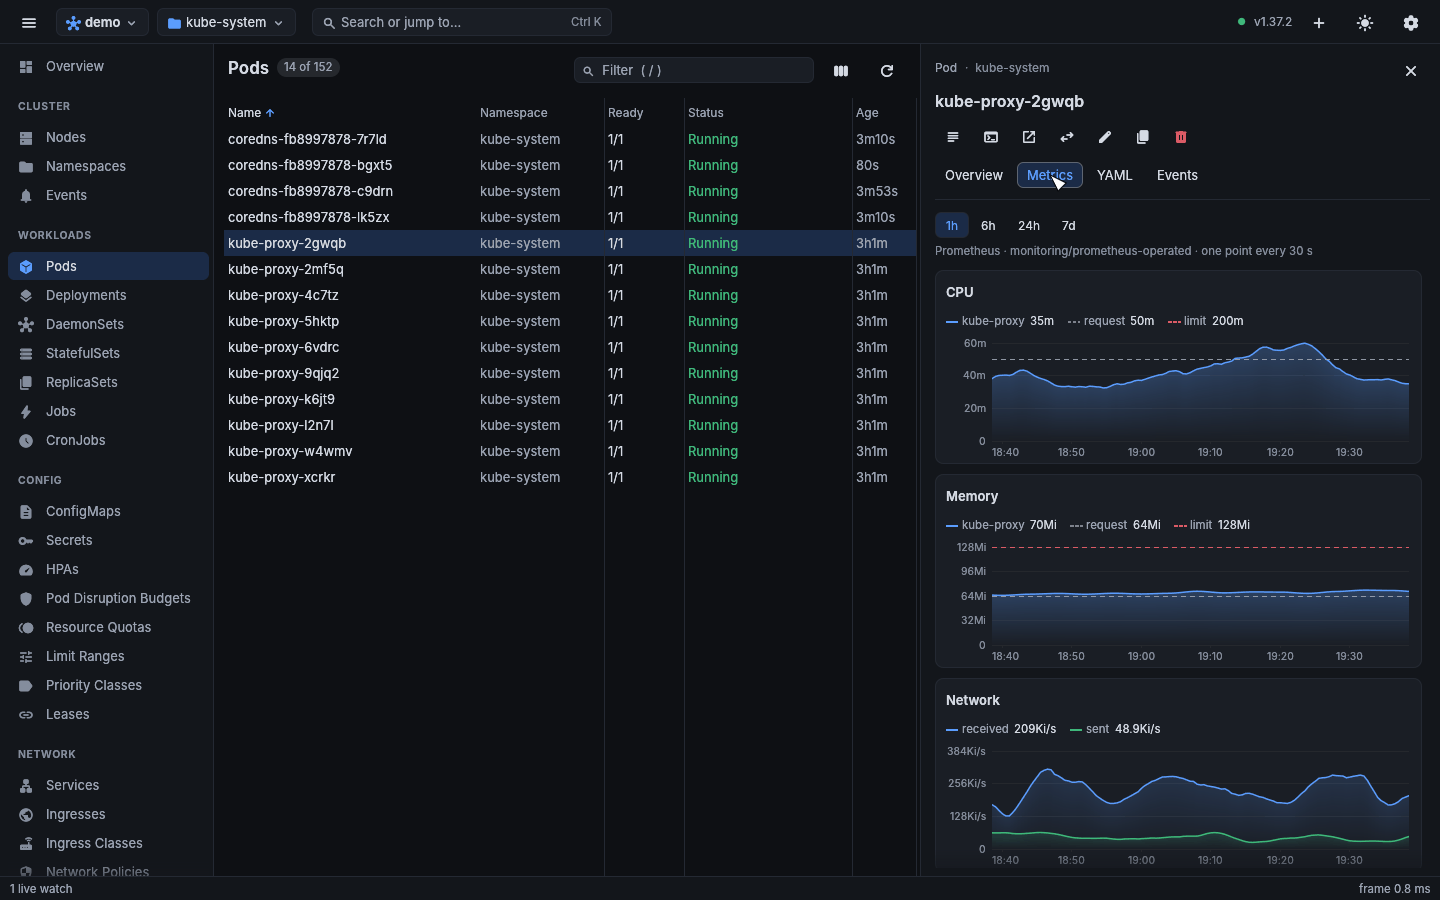 demo
kube-system
Search or jump to...
Ctrl K
v1.37.2
Overview
CLUSTER
Nodes
Namespaces
Events
WORKLOADS
Pods
Deployments
DaemonSets
StatefulSets
ReplicaSets
Jobs
CronJobs
CONFIG
ConfigMaps
Secrets
HPAs
Pod Disruption Budgets
Resource Quotas
Limit Ranges
Priority Classes
Leases
NETWORK
Services
Ingresses
Ingress Classes
Network Policies
Pods 14 of 152
Filter ( / )
Name Namespace Ready Status Age
coredns-fb8997878-7r7ld kube-system 1/1 Running 3m10s
coredns-fb8997878-bgxt5 kube-system 1/1 Running 80s
coredns-fb8997878-c9drn kube-system 1/1 Running 3m53s
coredns-fb8997878-lk5zx kube-system 1/1 Running 3m10s
kube-proxy-2gwqb kube-system 1/1 Running 3h1m
kube-proxy-2mf5q kube-system 1/1 Running 3h1m
kube-proxy-4c7tz kube-system 1/1 Running 3h1m
kube-proxy-5hktp kube-system 1/1 Running 3h1m
kube-proxy-6vdrc kube-system 1/1 Running 3h1m
kube-proxy-9qjq2 kube-system 1/1 Running 3h1m
kube-proxy-k6jt9 kube-system 1/1 Running 3h1m
kube-proxy-l2n7l kube-system 1/1 Running 3h1m
kube-proxy-w4wmv kube-system 1/1 Running 3h1m
kube-proxy-xcrkr kube-system 1/1 Running 3h1m
Pod · kube-system
kube-proxy-2gwqb
Overview Metrics YAML Events
1h 6h 24h 7d
Prometheus · monitoring/prometheus-operated · one point every 30 s
CPU
kube-proxy 35m request 50m limit 200m
60m
40m
20m
0
18:40 18:50 19:00 19:10 19:20 19:30
Memory
kube-proxy 70Mi request 64Mi limit 128Mi
128Mi
96Mi
64Mi
32Mi
0
18:40 18:50 19:00 19:10 19:20 19:30
Network
received 209Ki/s sent 48.9Ki/s
384Ki/s
256Ki/s
128Ki/s
0
18:40 18:50 19:00 19:10 19:20 19:30
1 live watch
frame 0.8 ms